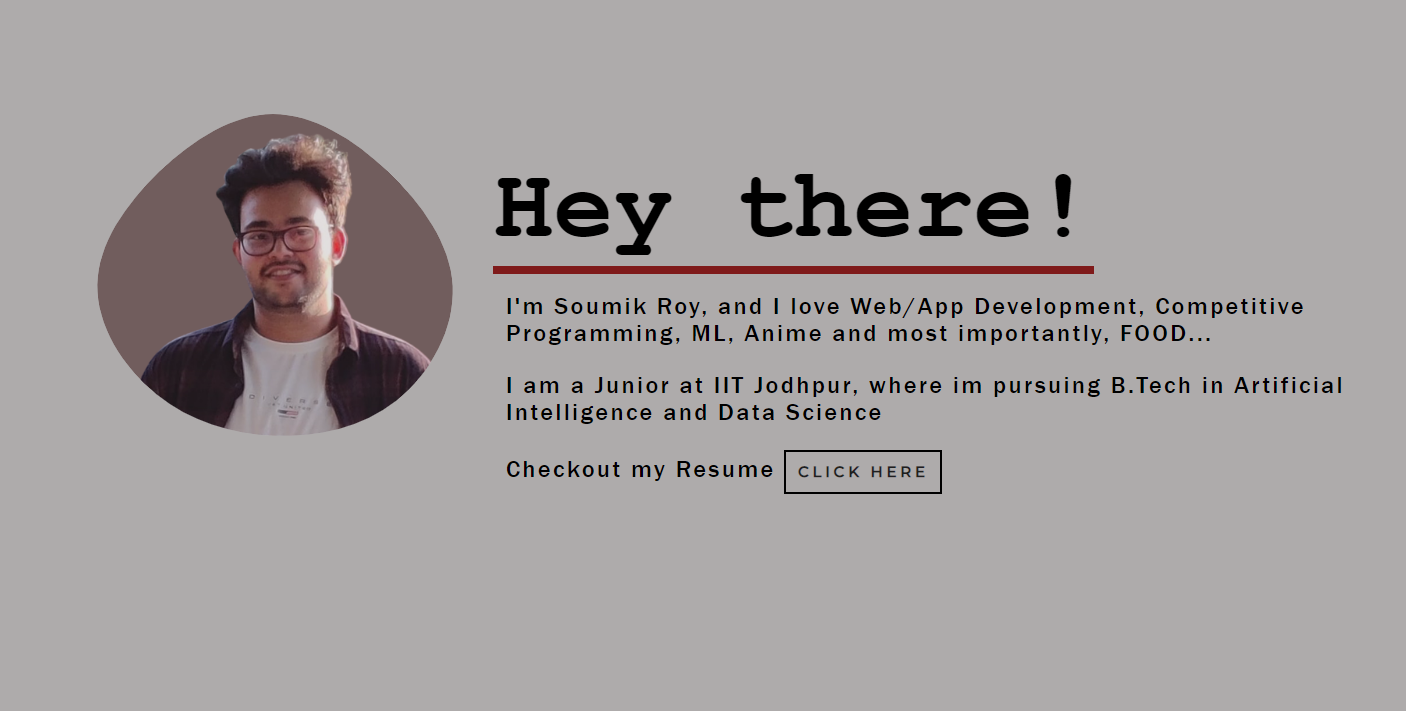 Hey there!
I'm Soumik Roy, and I love Web/App Development, Competitive
Programming, ML, Anime and most importantly, FOOD...
I am a Junior at IIT Jodhpur, where im pursuing B.Tech in Artificial
Intelligence and Data Science
Checkout my Resume CLICK HERE
DIVERSE